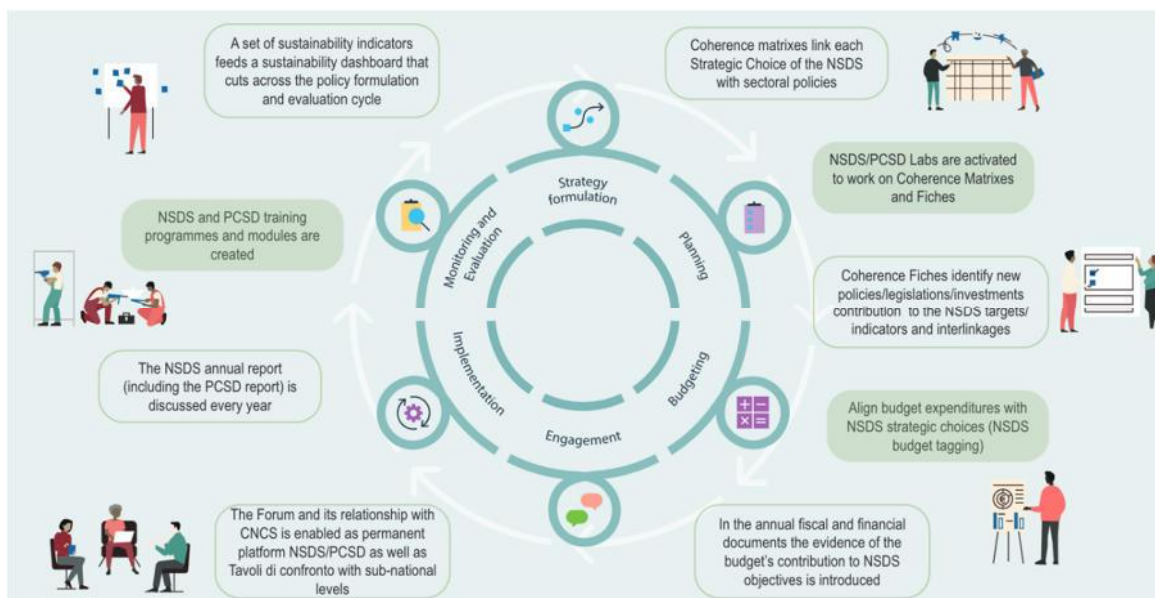 A set of sustainability indicators
feeds a sustainability dashboard that
cuts across the policy formulation
and evaluation cycle
Coherence matrixes link each
Strategic Choice of the NSDS
with sectoral policies
NSDS/PCSD Labs are activated
to work on Coherence Matrixes
and Fiches
Strategy
formulation
Monitoring and
Evaluation
Planning
NSDS and PCSD training
programmes and modules are
created
Coherence Fiches identify new
policies/legislations/investments
contribution to the NSDS targets/
indicators and interlinkages
The NSDS annual report
(including the PCSD report) is
discussed every year
Implementation
Budgeting
Engagement
Align budget expenditures with
NSDS strategic choices (NSDS
budget tagging)
The Forum and its relationship with
CNCS is enabled as permanent
platform NSDS/PCSD as well as
Tavoli di confronto with sub-national
levels
In the annual fiscal and financial
documents the evidence of the
budget's contribution to NSDS
objectives is introduced